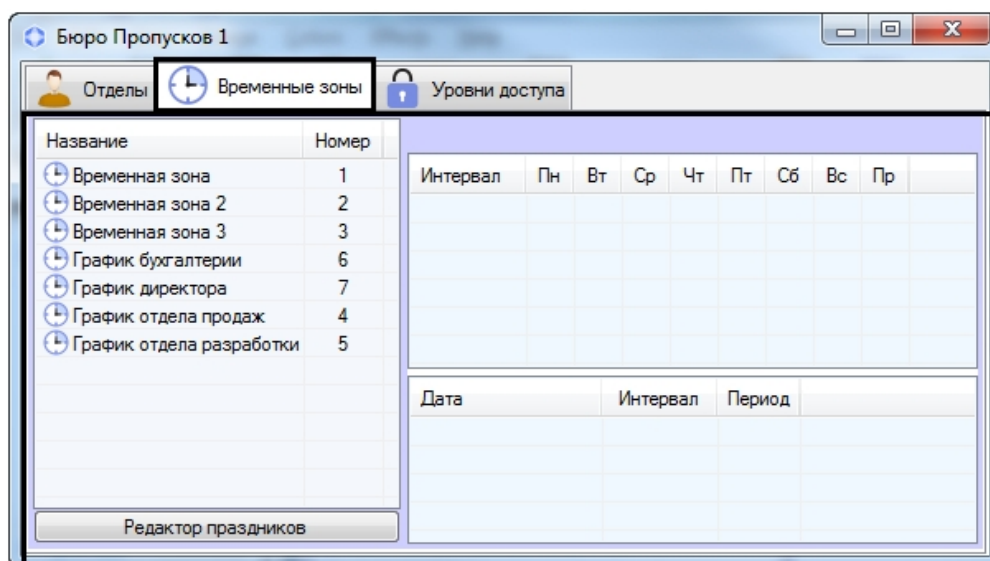 Бюро Пропусков 1
Отделы Временные зоны Уровни доступа
Название Номер
Временная зона 1
Временная зона 2 2
Временная зона 3 3
График бухгалтерии 6
График директора 7
График отдела продаж 4
График отдела разработки 5
Редактор праздников
Интервал Пн Вт Ср Чт Пт Сб Вс Пр
Дата Интервал Период